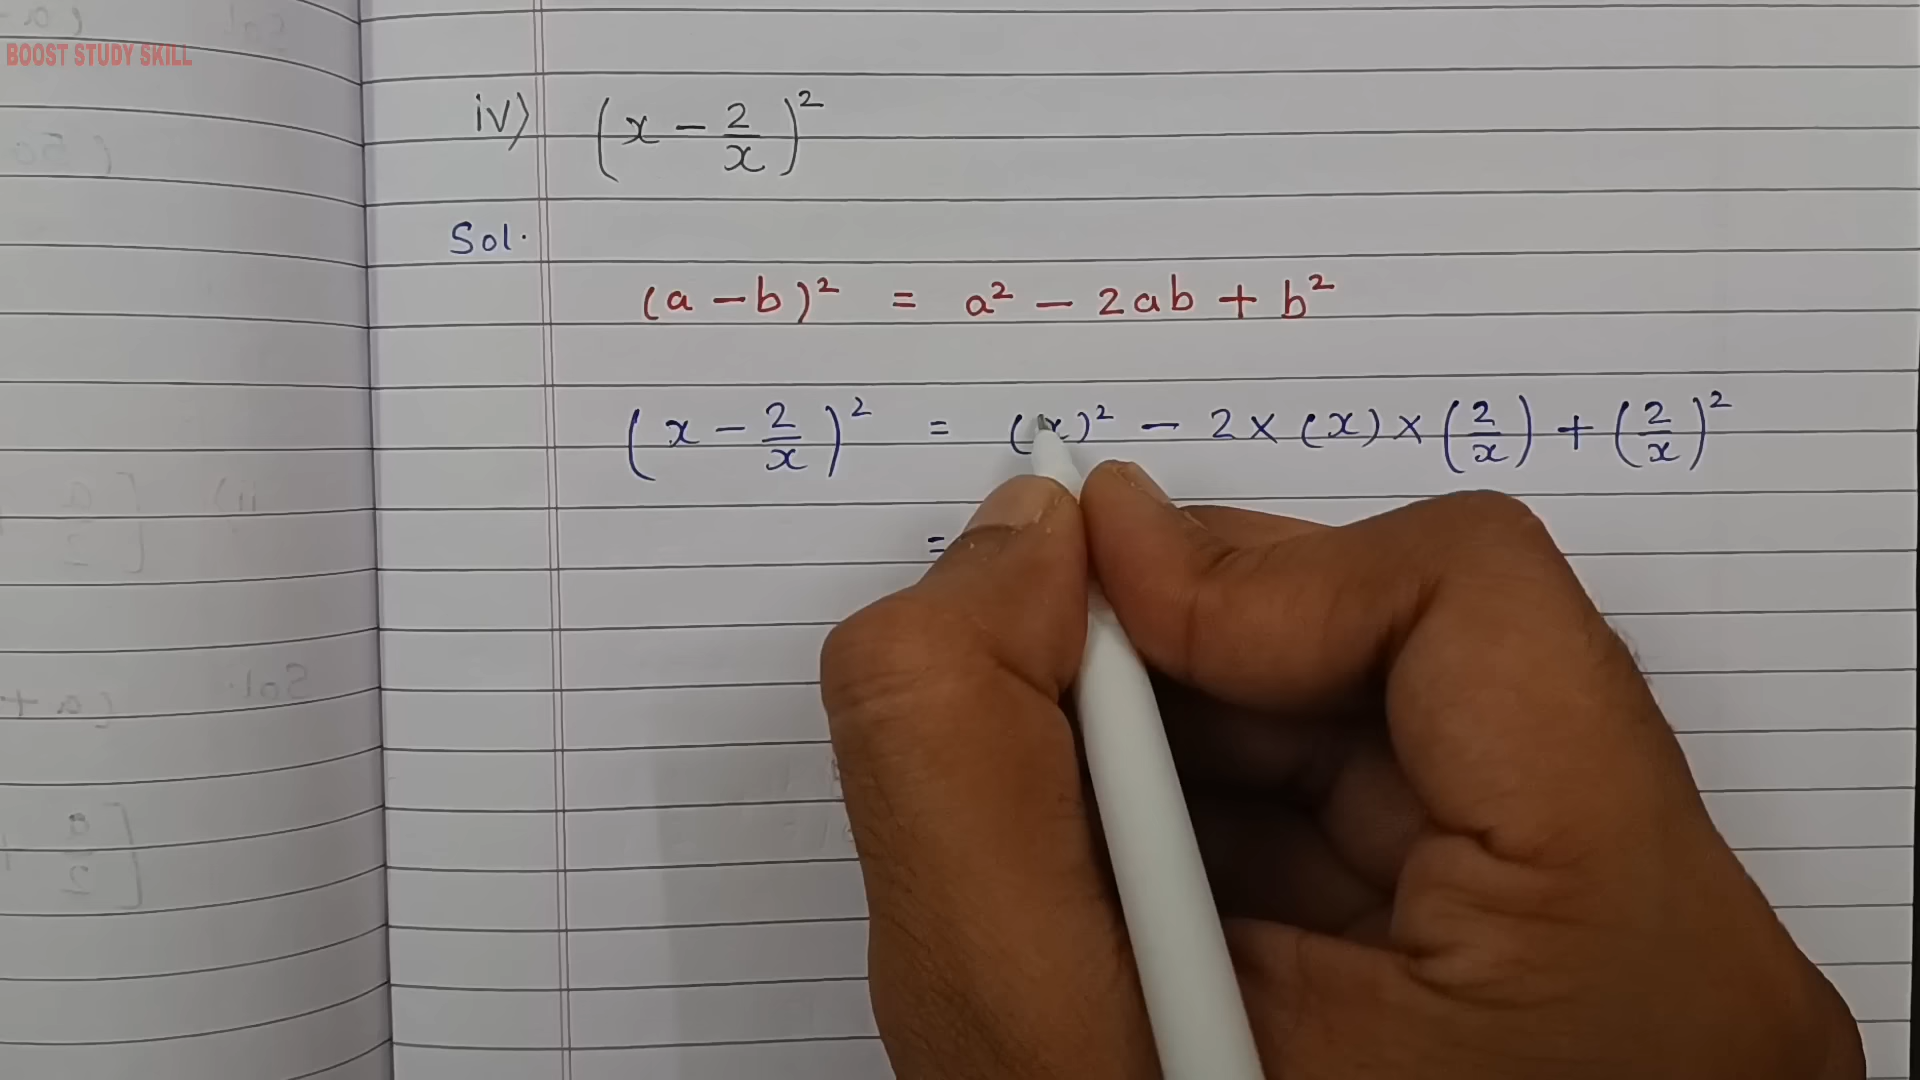 BOOST STUDY SKILL
iv) (x - 2/x)²
Sol.
(a - b)² = a² - 2ab + b²
(x - 2/x)² = (x)² - 2 × (x) × (2/x) + (2/x)²
=